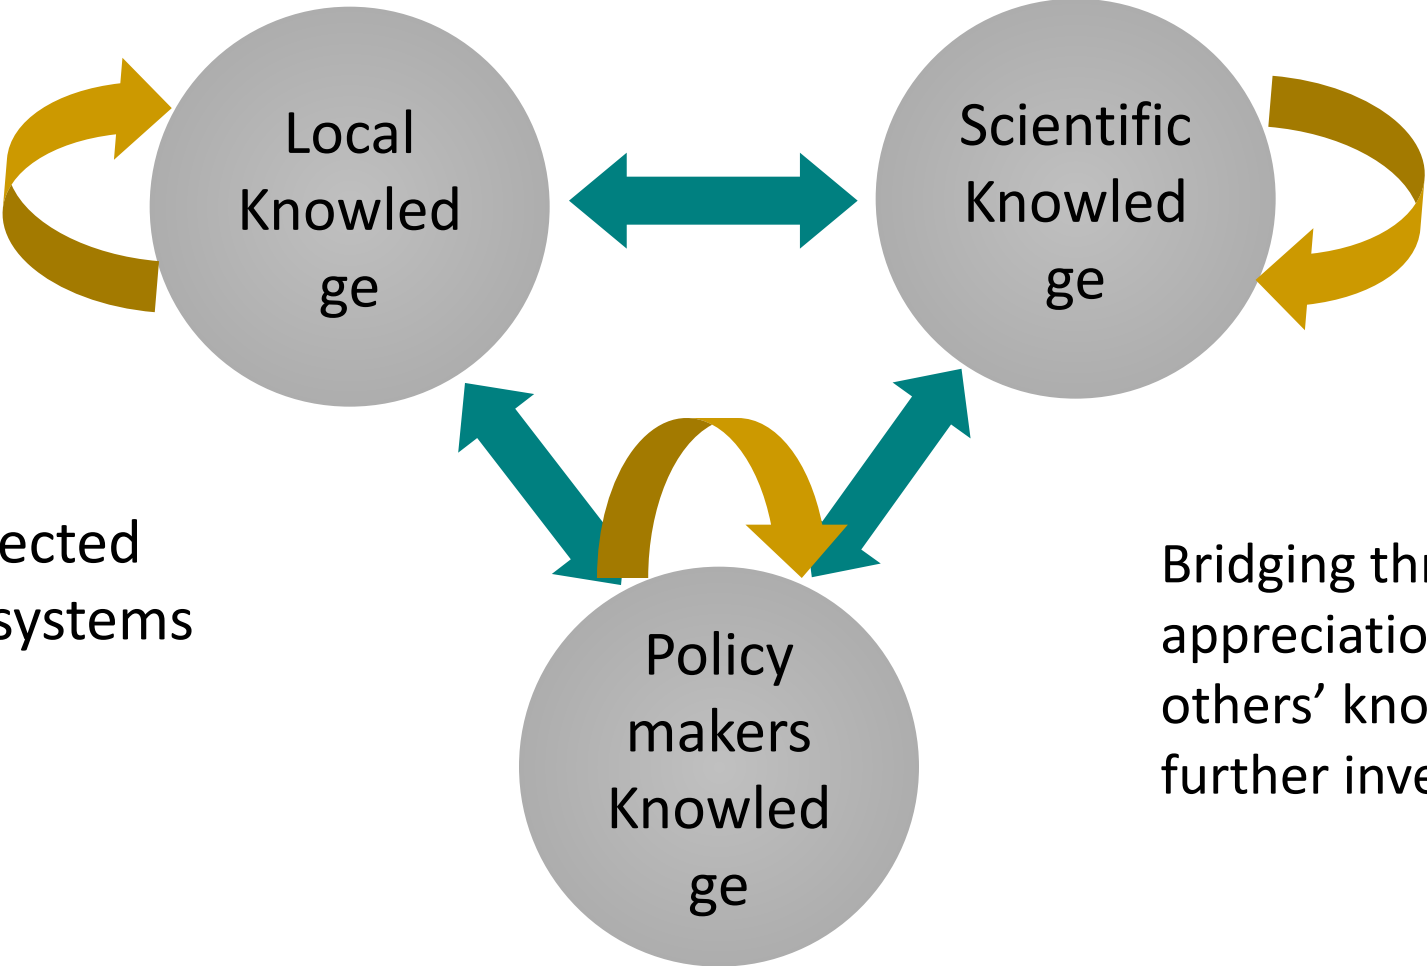 Local
Knowled
ge
Scientific
Knowled
ge
ected
systems
Policy
makers
Knowled
ge
Bridging thr
appreciatio
others’ kno
further inve